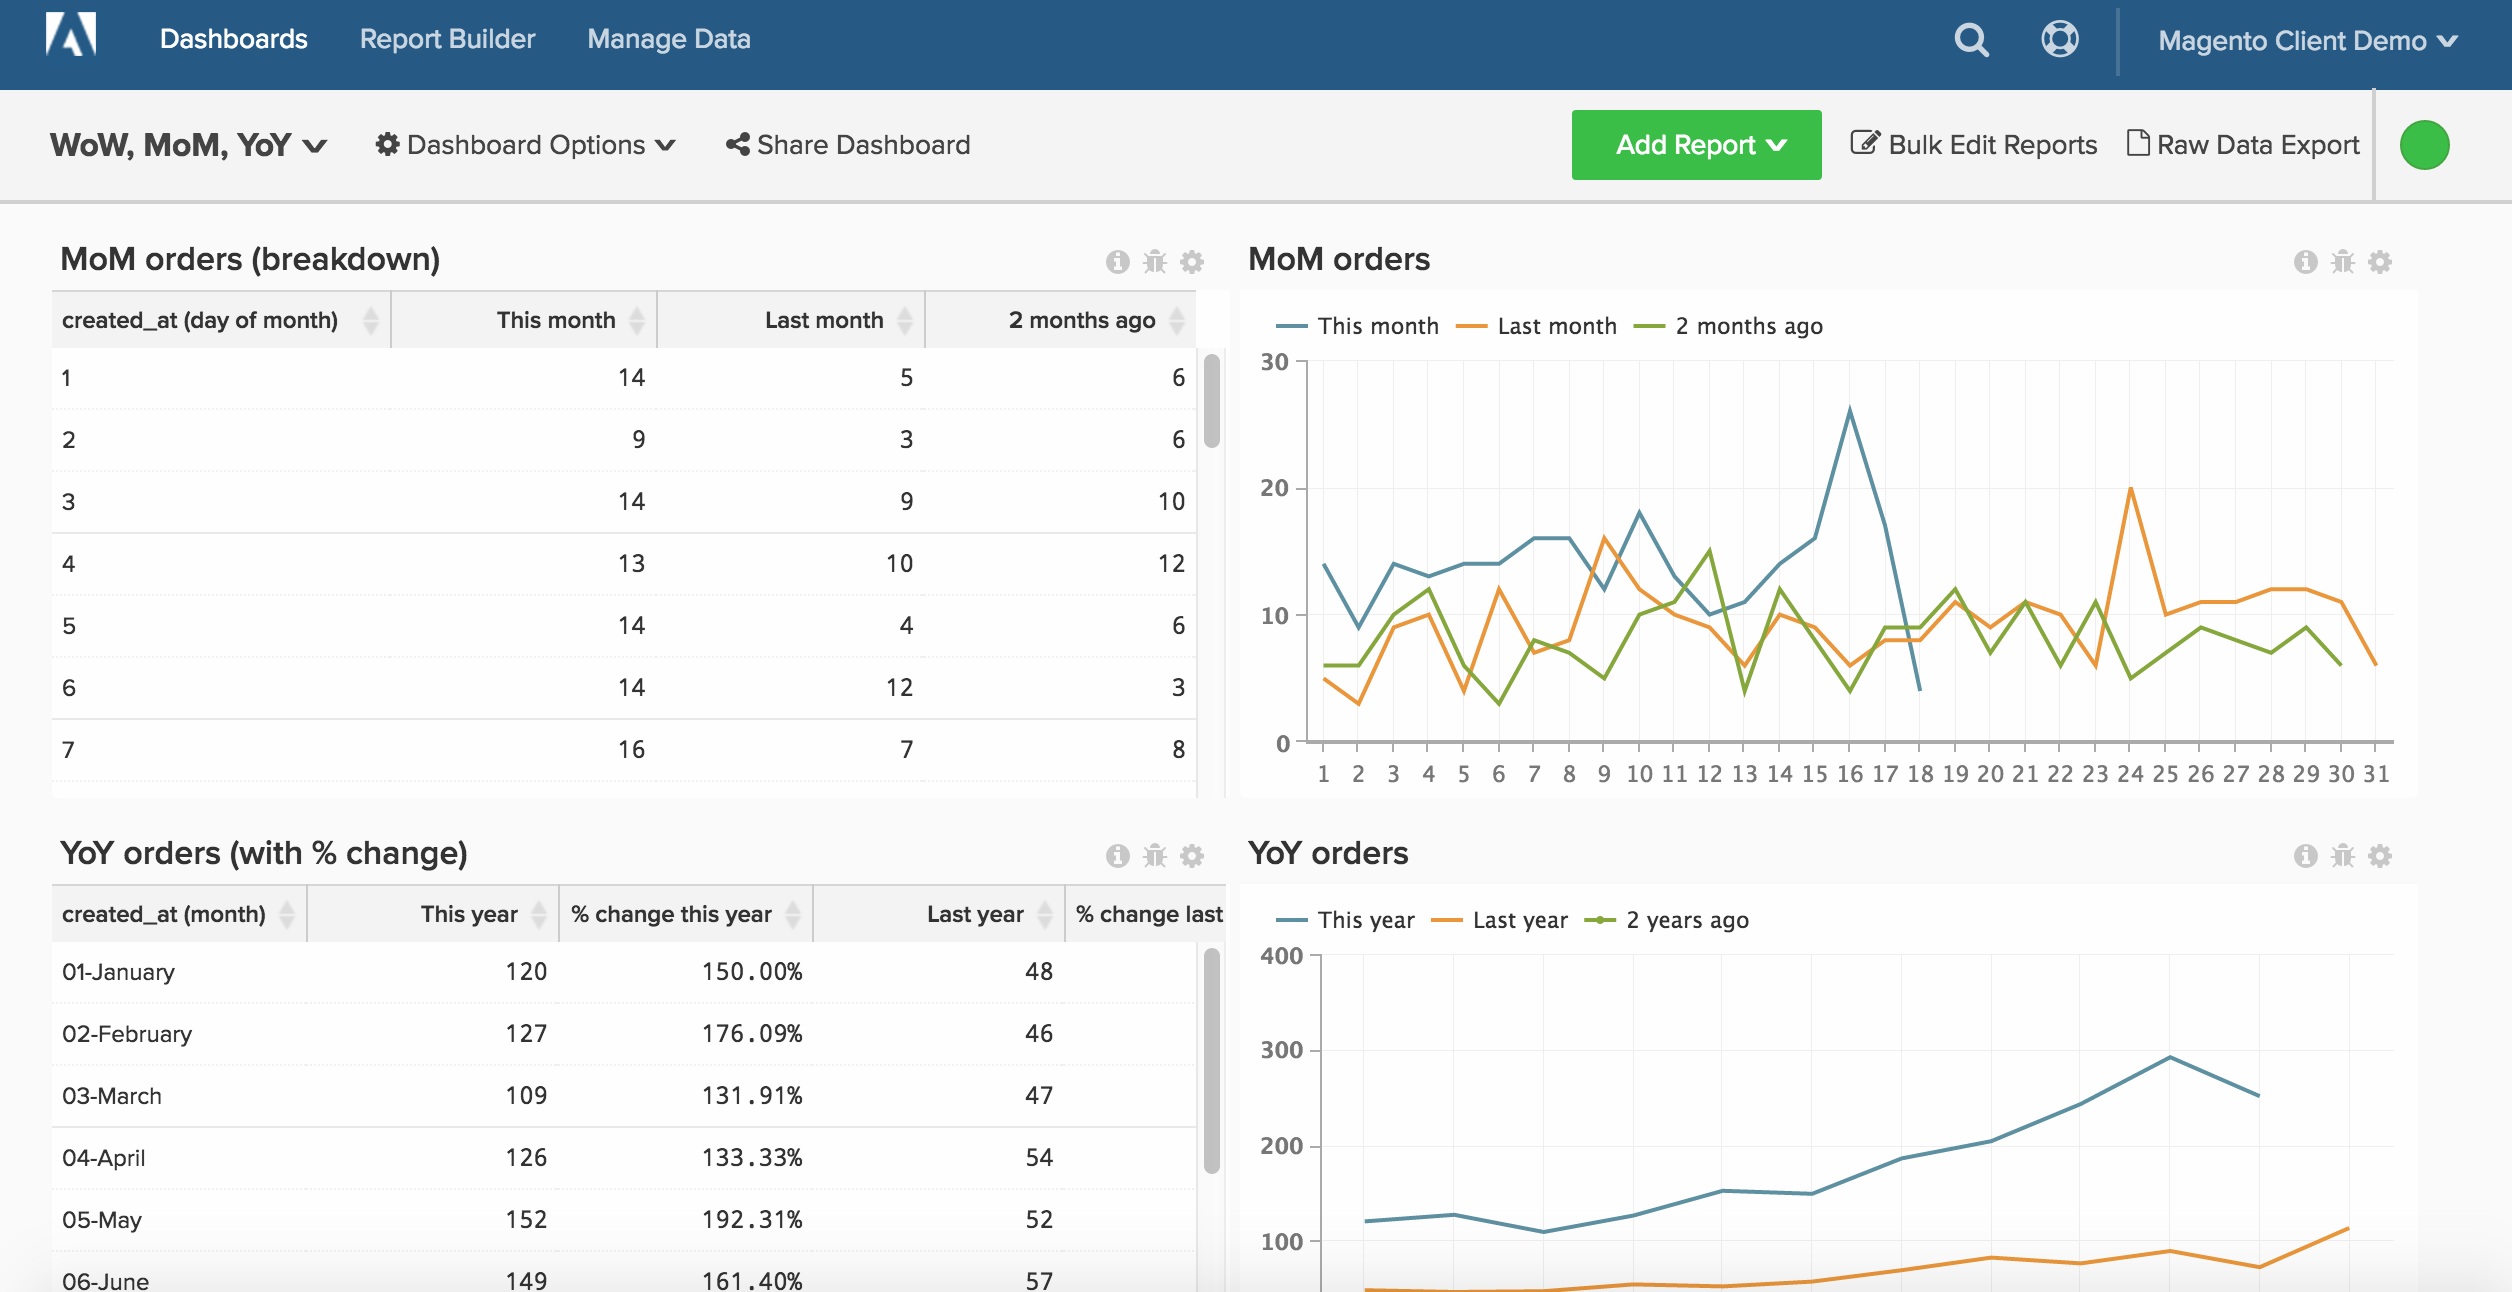 Dashboards Report Builder Manage Data Magento Client Demo
WoW, MoM, YoY Dashboard Options Share Dashboard Add Report Bulk Edit Reports Raw Data Export
MoM orders (breakdown)
created_at (day of month) This month Last month 2 months ago
1 14 5 6
2 9 3 6
3 14 9 10
4 13 10 12
5 14 4 6
6 14 12 3
7 16 7 8
MoM orders
This month Last month 2 months ago
30
20
10
0
1 2 3 4 5 6 7 8 9 10 11 12 13 14 15 16 17 18 19 20 21 22 23 24 25 26 27 28 29 30 31
YoY orders (with % change)
created_at (month) This year % change this year Last year % change last
01-January 120 150.00% 48
02-February 127 176.09% 46
03-March 109 131.91% 47
04-April 126 133.33% 54
05-May 152 192.31% 52
06-June 149 161.40% 57
YoY orders
This year Last year 2 years ago
400
300
200
100